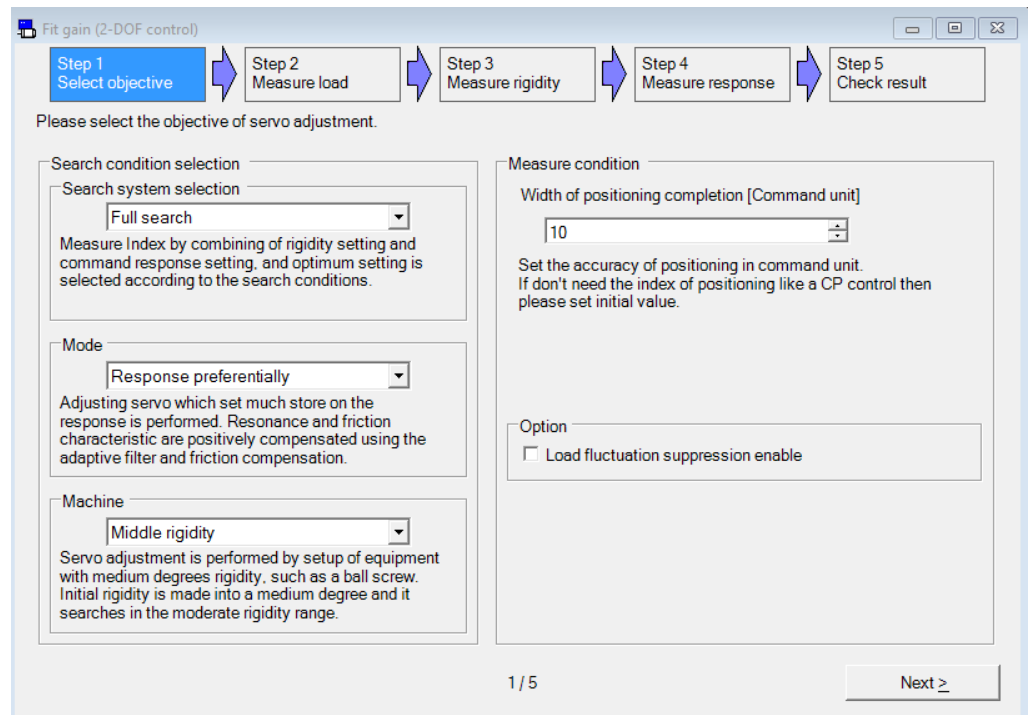 Fit gain (2-DOF control)
Step 1
Select objective
Step 2
Measure load
Step 3
Measure rigidity
Step 4
Measure response
Step 5
Check result
Please select the objective of servo adjustment.
Search condition selection
Search system selection
Full search
Measure Index by combining of rigidity setting and
command response setting, and optimum setting is
selected according to the search conditions.
Mode
Response preferentially
Adjusting servo which set much store on the
response is performed. Resonance and friction
characteristic are positively compensated using the
adaptive filter and friction compensation.
Machine
Middle rigidity
Servo adjustment is performed by setup of equipment
with medium degrees rigidity, such as a ball screw.
Initial rigidity is made into a medium degree and it
searches in the moderate rigidity range.
Measure condition
Width of positioning completion [Command unit]
10
Set the accuracy of positioning in command unit.
If don't need the index of positioning like a CP control then
please set initial value.
Option
Load fluctuation suppression enable
1 / 5
Next >